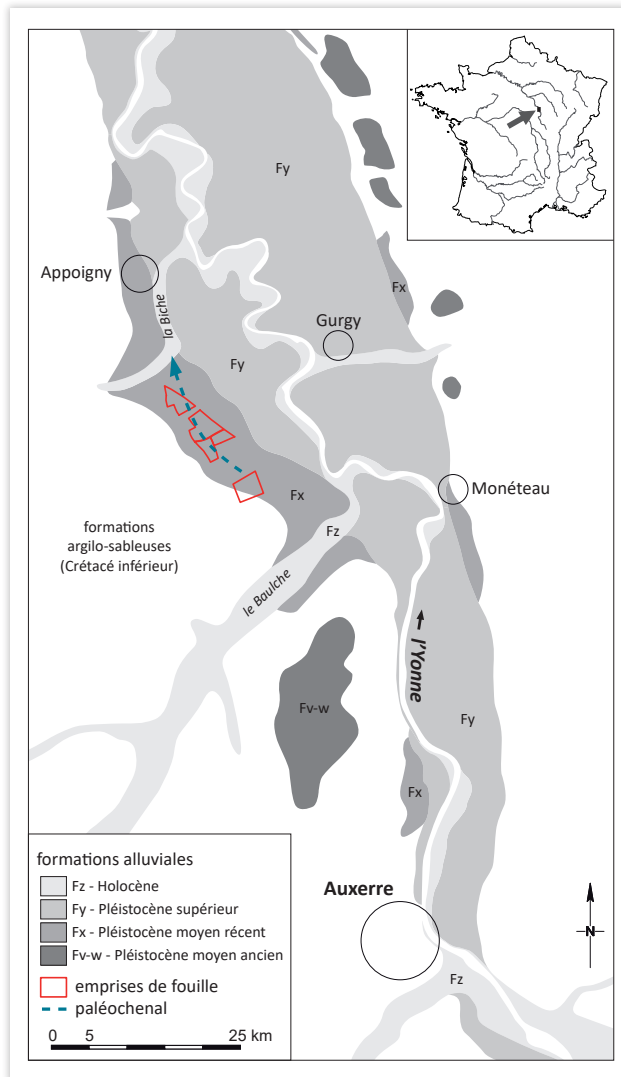 Fy
Appoigny
la Biche
Fx
Gurgy
Fy
Monéteau
Fx
Fz
formations
argilo-sableuses
(Crétacé inférieur)
le Baulche
l'Yonne
Fv-w
Fy
Fx
formations alluviales
Fz - Holocène
Fy - Pléistocène supérieur
Fx - Pléistocène moyen récent
Fv-w - Pléistocène moyen ancien
emprises de fouille
paléochenal
0 5 25 km
Auxerre
N
Fz